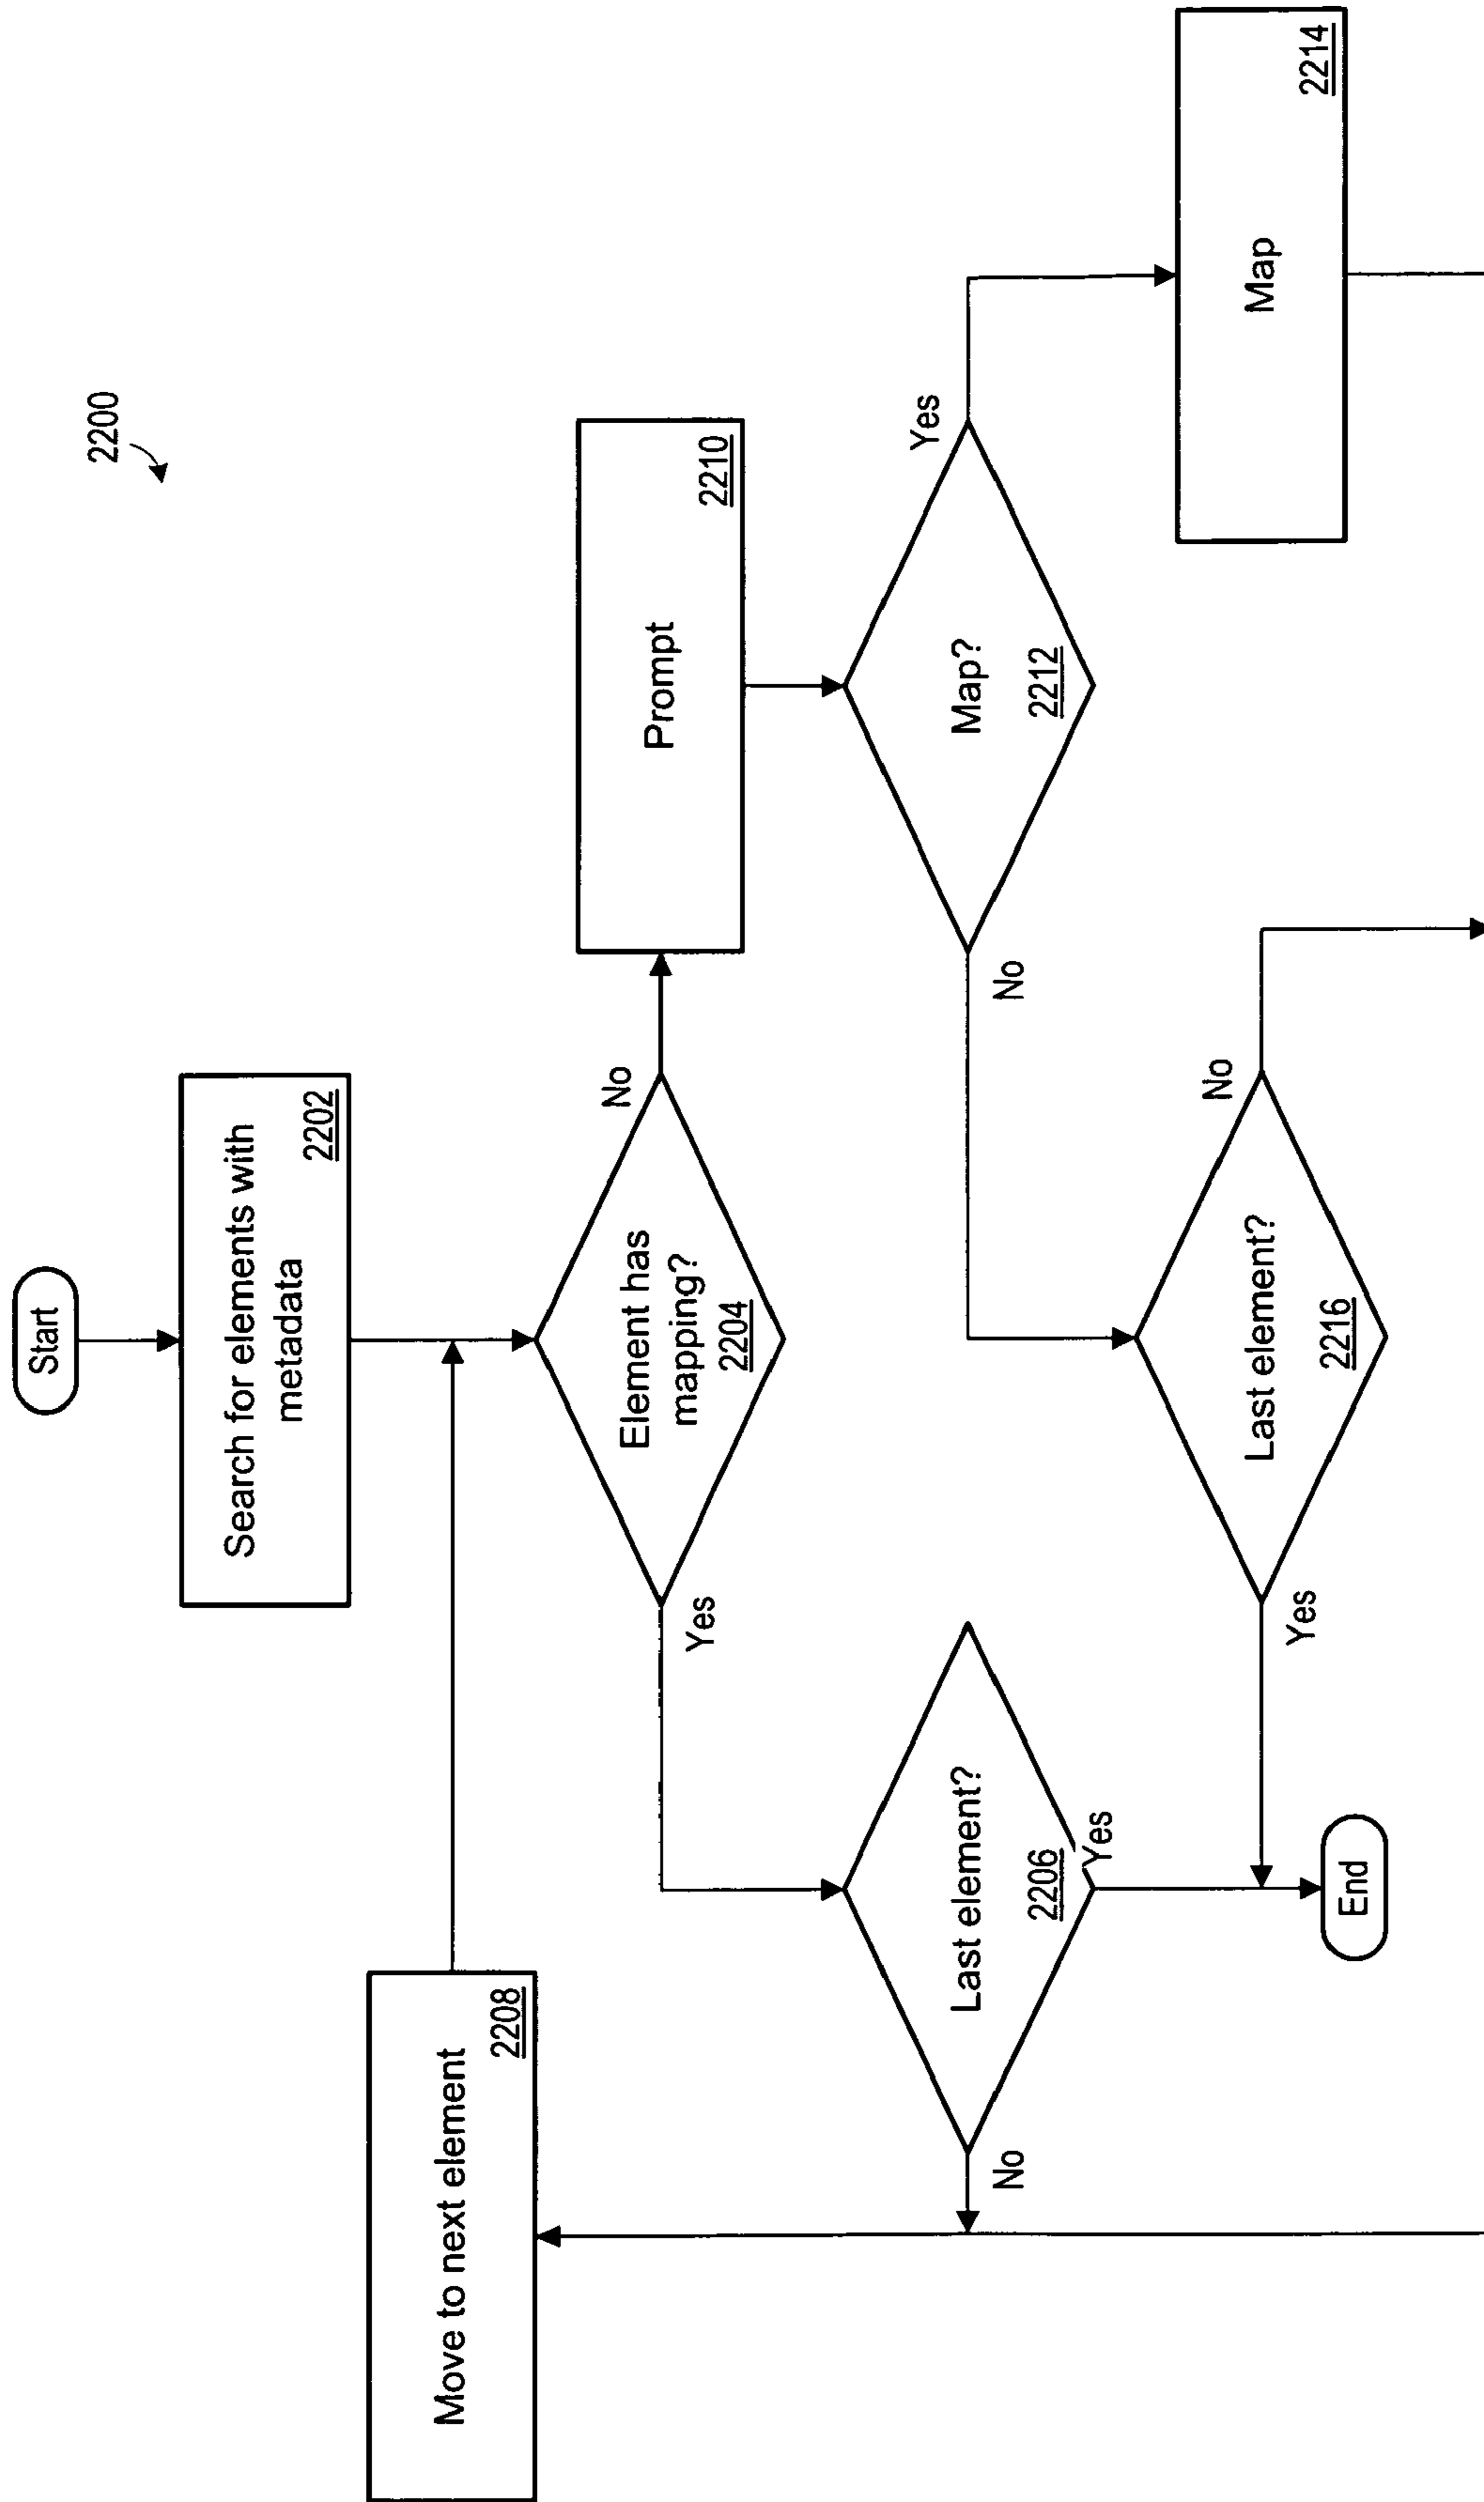 2200
Start
Search for elements with
metadata
2202
Move to next element
2208
Element has
mapping?
2204
Yes
No
Prompt
2210
Last element?
2206
No
Yes
Map?
2212
No
Yes
Last element?
2216
Yes
No
Map
2214
End